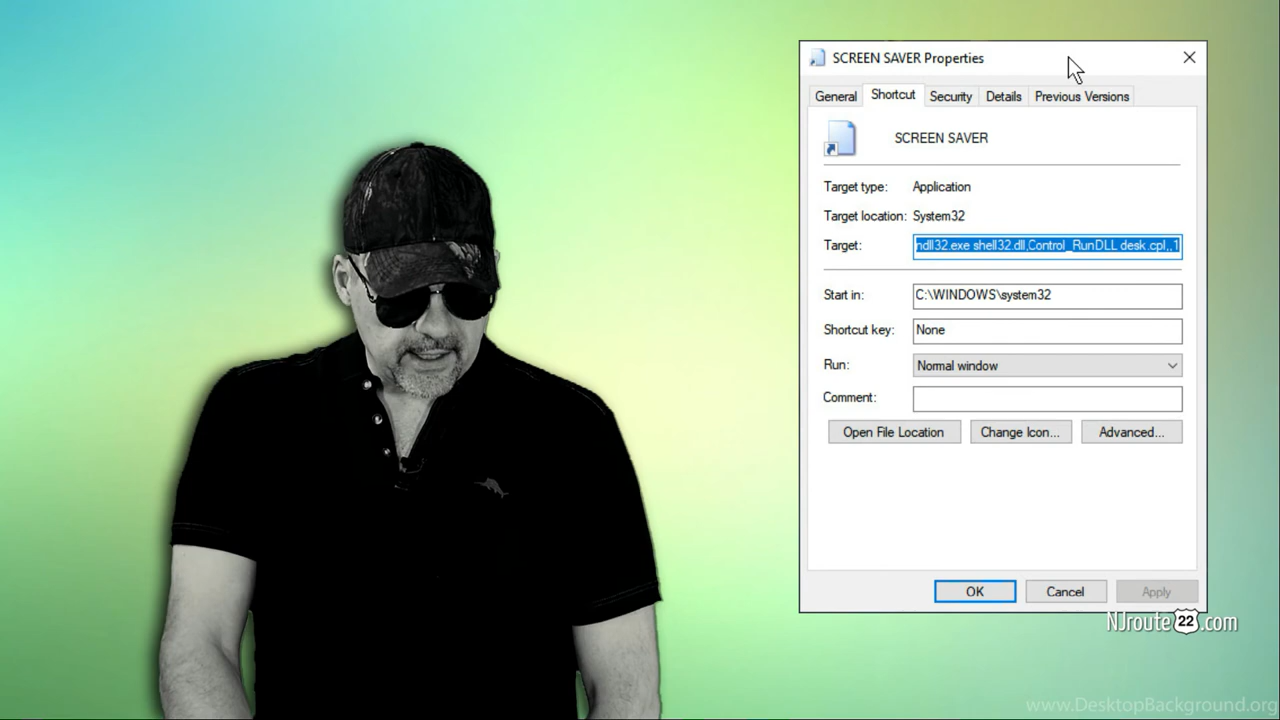 SCREEN SAVER Properties
General Shortcut Security Details Previous Versions
SCREEN SAVER
Target type: Application
Target location: System32
Target: ndll32.exe shell32.dll,Control_RunDLL desk.cpl,,1
Start in: C:\WINDOWS\system32
Shortcut key: None
Run: Normal window
Comment:
Open File Location Change Icon... Advanced...
OK Cancel Apply
NJroute22.com
www.DesktopBackground.org